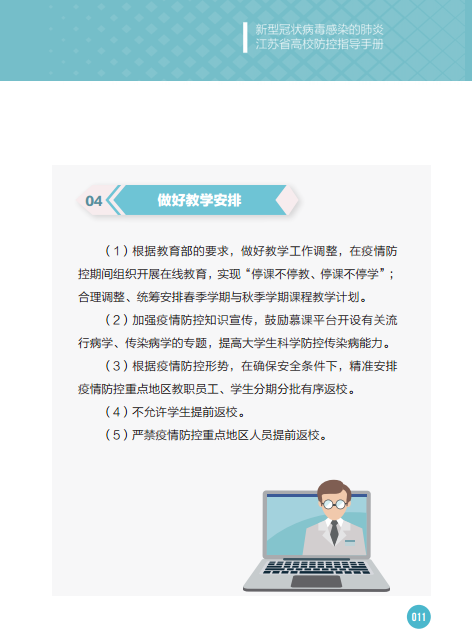 新型冠状病毒感染的肺炎
江苏省高校防控指导手册
04 做好教学安排
（1）根据教育部的要求，做好教学工作调整，在疫情防
控期间组织开展在线教育，实现“停课不停教、停课不停学”；
合理调整、统筹安排春季学期与秋季学期课程教学计划。
（2）加强疫情防控知识宣传，鼓励慕课平台开设有关流
行病学、传染病学的专题，提高大学生科学防控传染病能力。
（3）根据疫情防控形势，在确保安全条件下，精准安排
疫情防控重点地区教职员工、学生分期分批有序返校。
（4）不允许学生提前返校。
（5）严禁疫情防控重点地区人员提前返校。
011